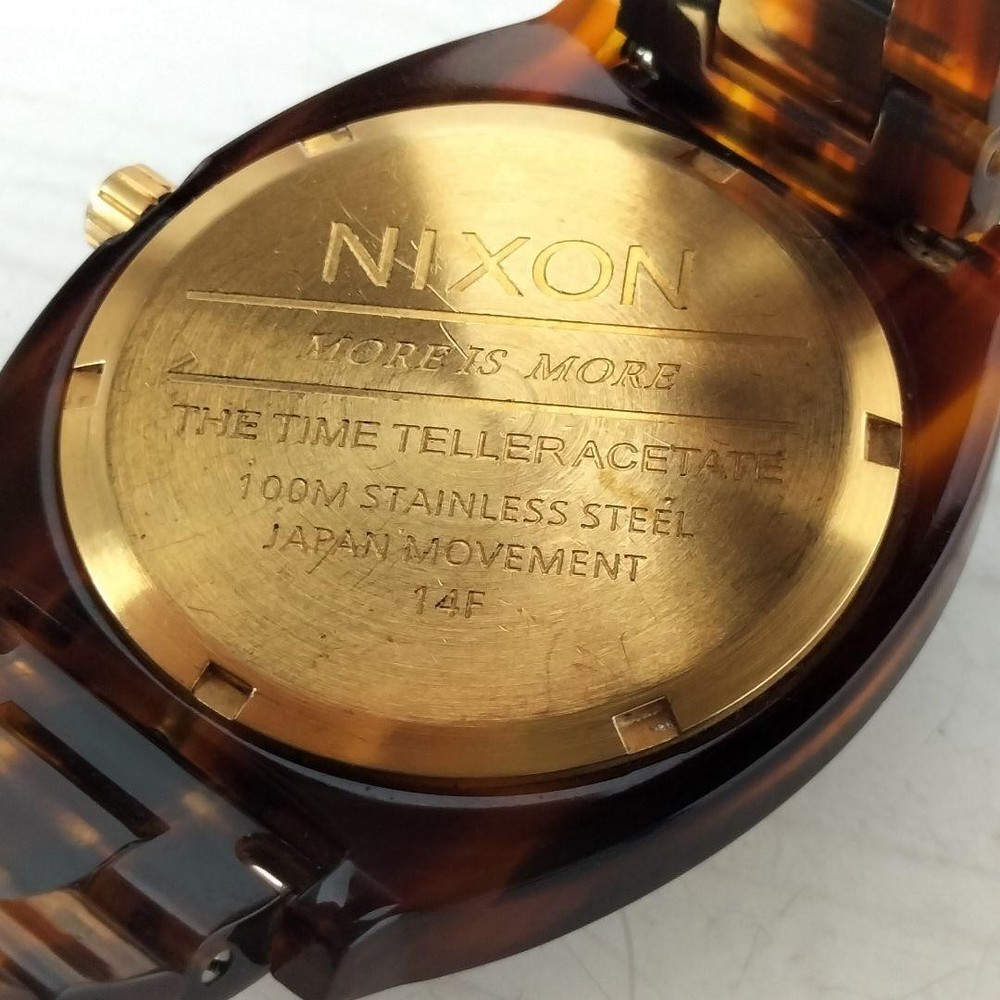 NIXON
MORE IS MORE
THE TIME TELLER ACETATE
100M STAINLESS STEEL
JAPAN MOVEMENT
14F